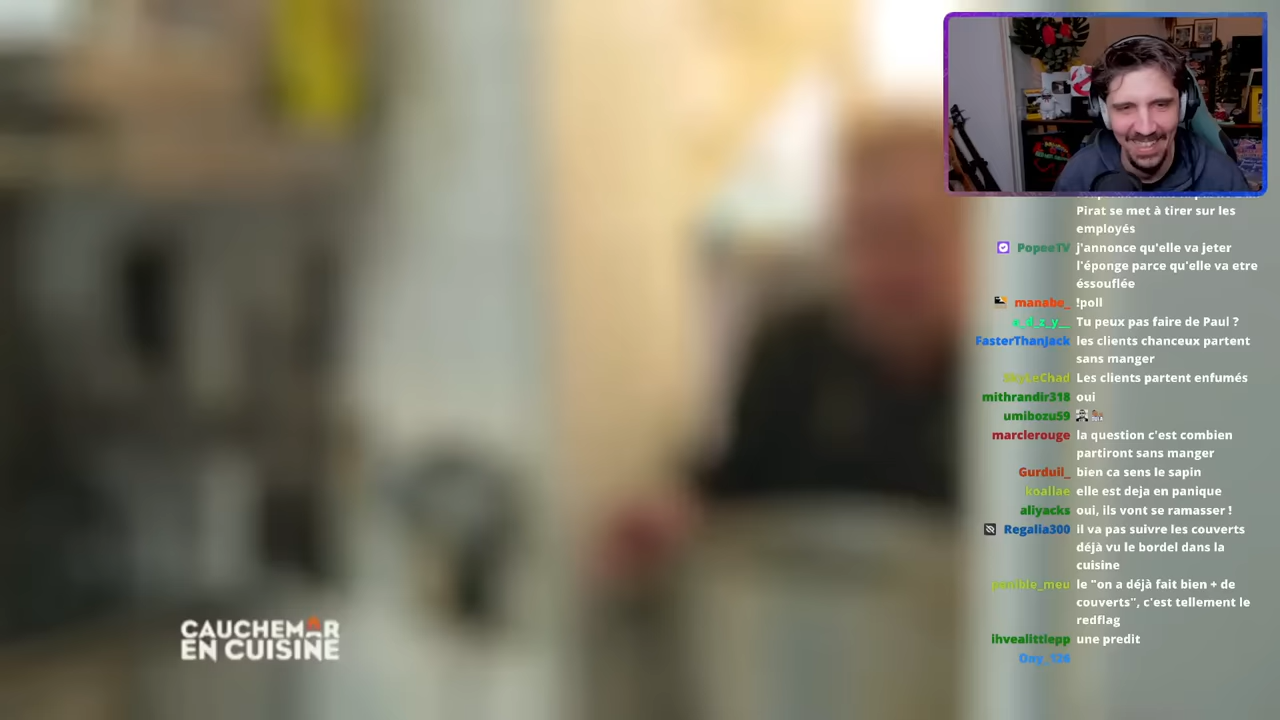 Pirat se met à tirer sur les
employés
PopeeTV j'annonce qu'elle va jeter
l'éponge parce qu'elle va etre
éssouflée
manabe_ !poll
a_d_z_y__ Tu peux pas faire de Paul ?
FasterThanJack les clients chanceux partent
sans manger
Les clients partent enfumés
mithrandir318 oui
umibozu59
marclerouge la question c'est combien
partiront sans manger
Gurduil_ bien ca sens le sapin
koallae elle est deja en panique
aliyacks oui, ils vont se ramasser !
Regalia300 il va pas suivre les couverts
déjà vu le bordel dans la
cuisine
le "on a déjà fait bien + de
couverts", c'est tellement le
redflag
ihvealittlepp une predit
Ony_126
CAUCHEMAR
EN CUISINE